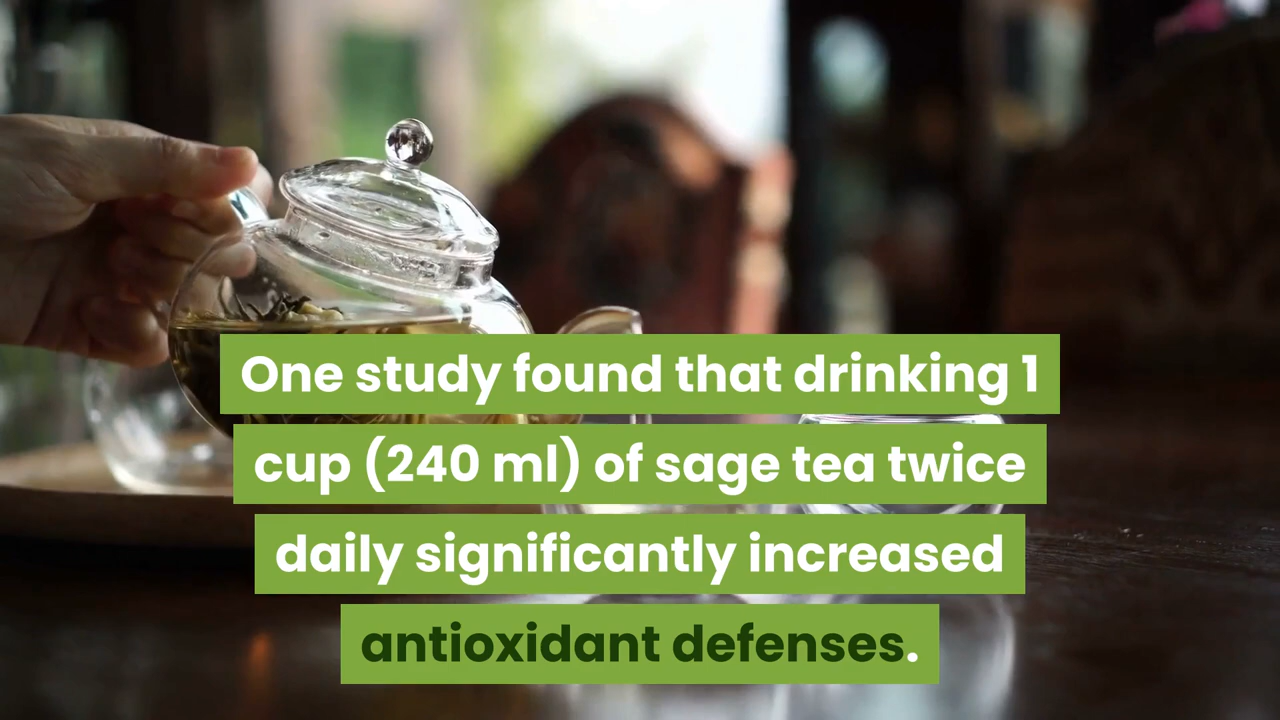 One study found that drinking 1
cup (240 ml) of sage tea twice
daily significantly increased
antioxidant defenses.